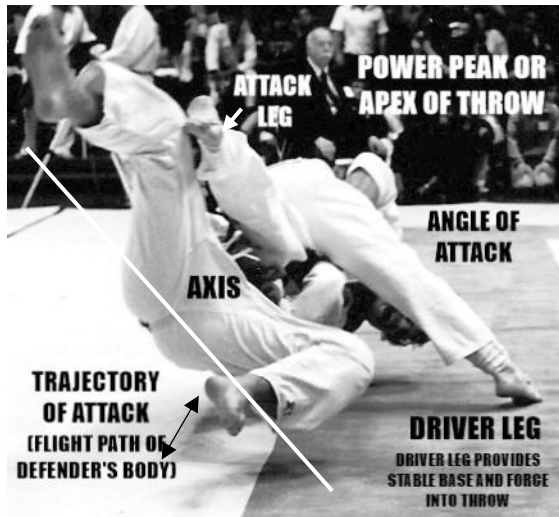 POWER PEAK OR
APEX OF THROW
ATTACK
LEG
ANGLE OF
ATTACK
AXIS
TRAJECTORY
OF ATTACK
(FLIGHT PATH OF
DEFENDER'S BODY)
DRIVER LEG
DRIVER LEG PROVIDES
STABLE BASE AND FORCE
INTO THROW